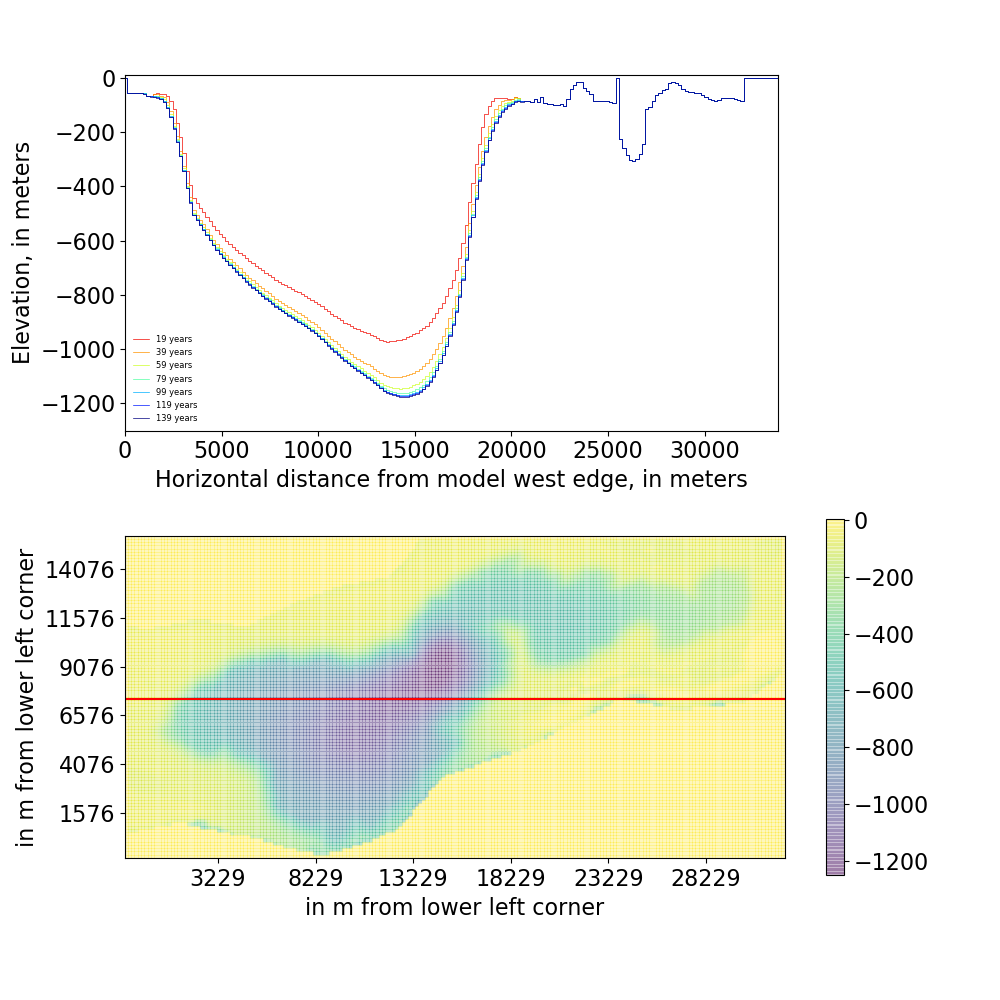 0
−200
−400
−600
−800
−1000
−1200
Elevation, in meters
19 years
39 years
59 years
79 years
99 years
119 years
139 years
0 5000 10000 15000 20000 25000 30000
Horizontal distance from model west edge, in meters
14076
11576
9076
6576
4076
1576
in m from lower left corner
3229 8229 13229 18229 23229 28229
in m from lower left corner
0
−200
−400
−600
−800
−1000
−1200